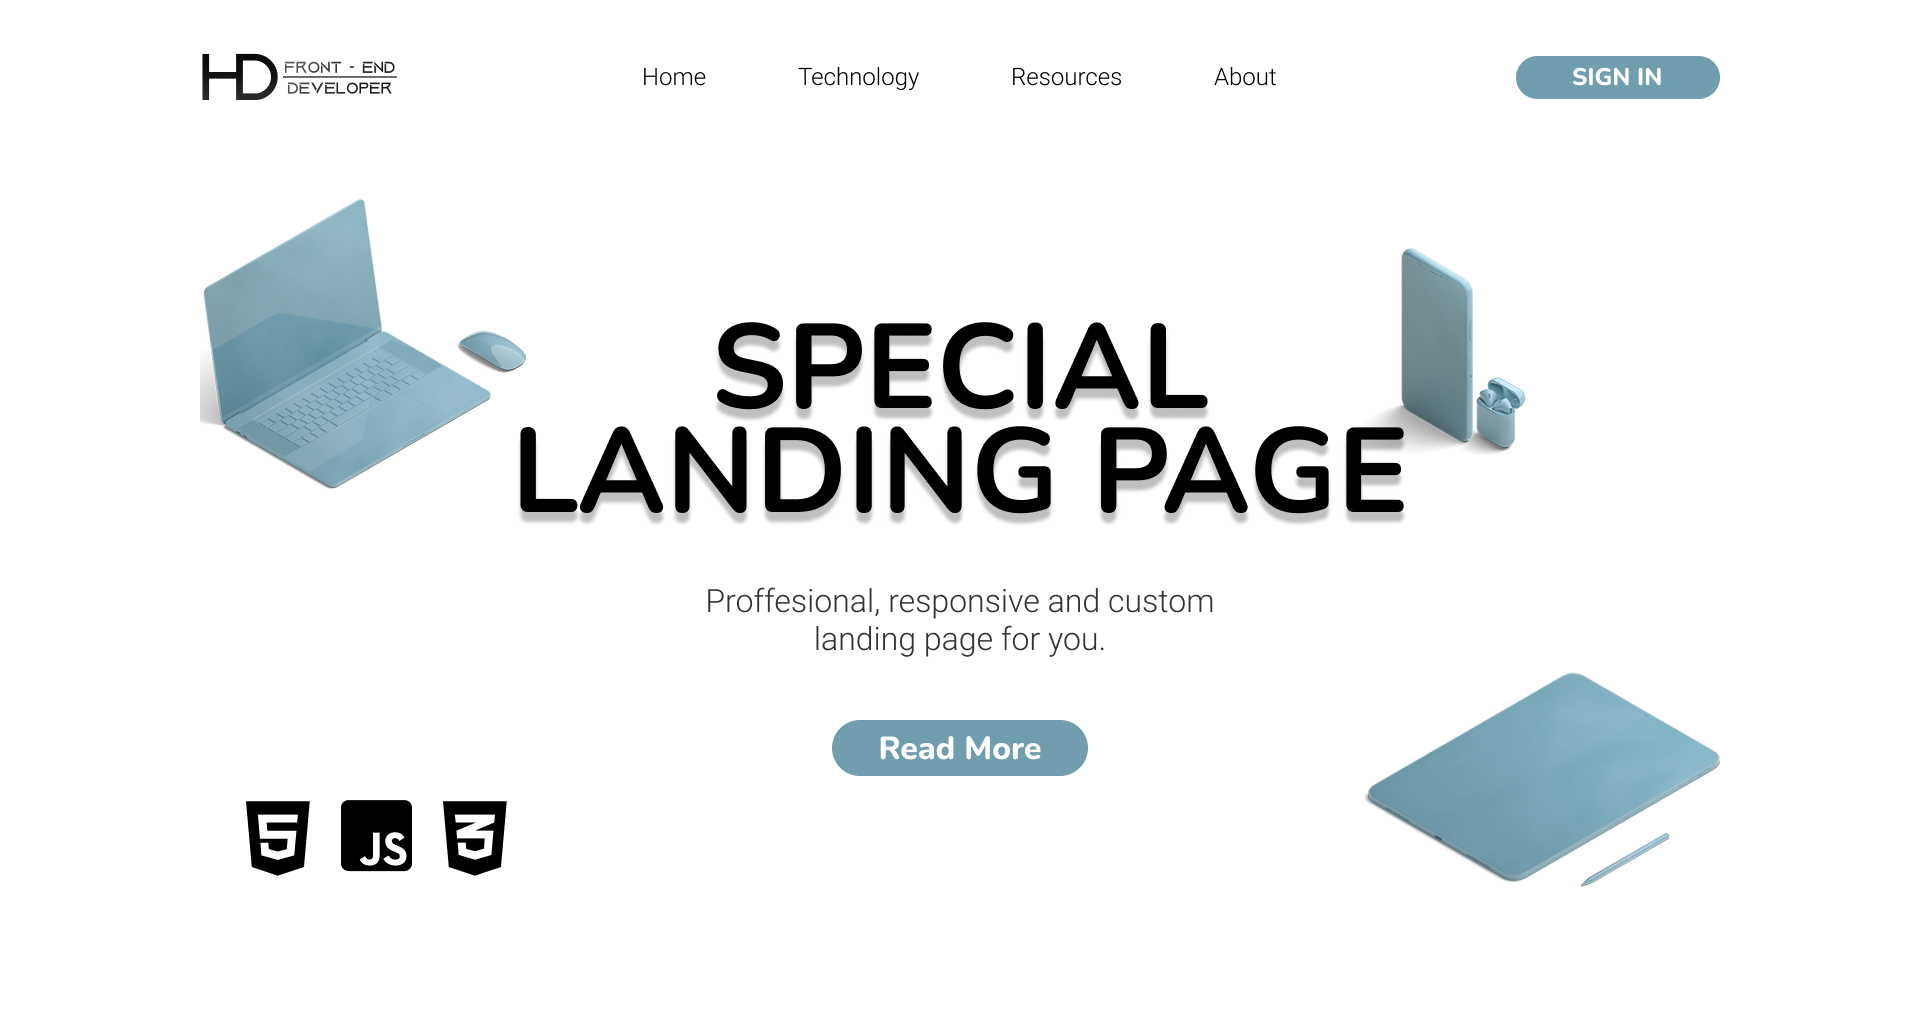 HD FRONT - END
DEVELOPER
Home Technology Resources About SIGN IN
SPECIAL
LANDING PAGE
Proffesional, responsive and custom
landing page for you.
Read More
5 JS 3